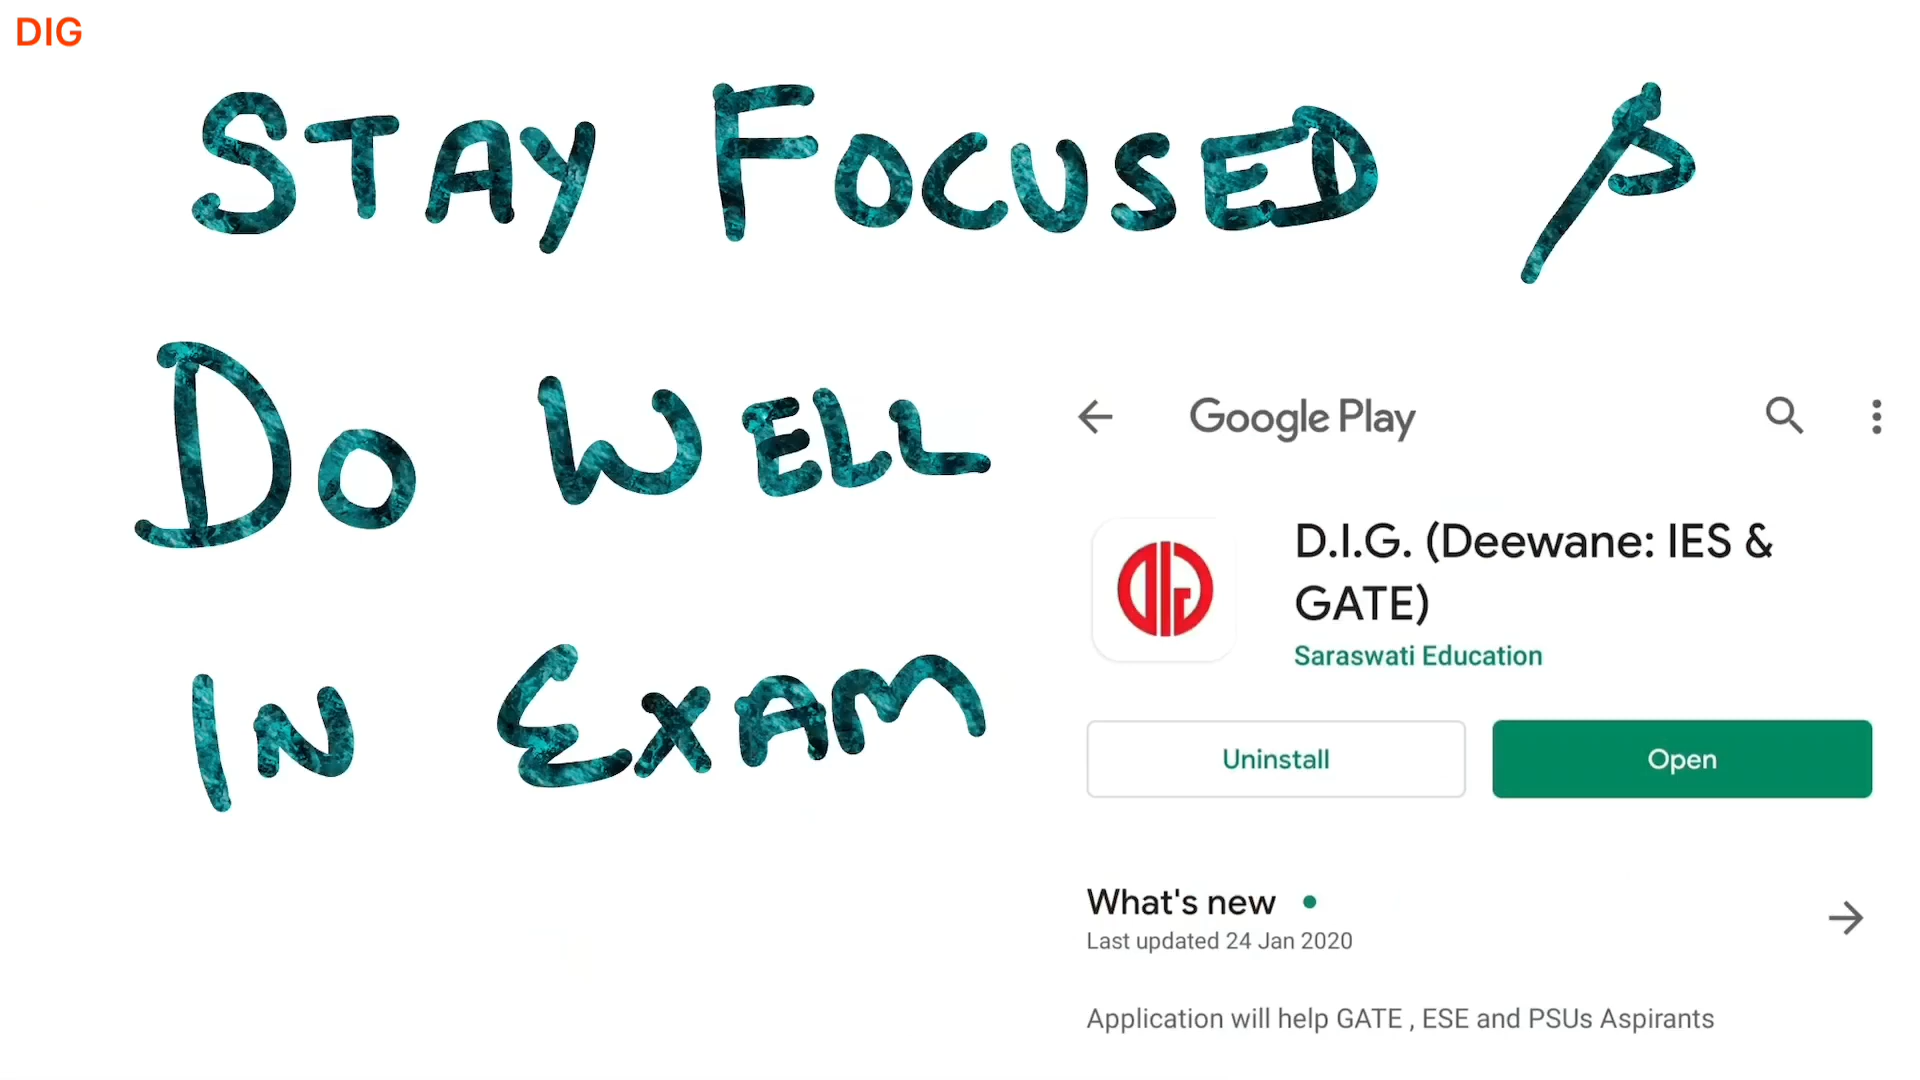 DIG
STAY FOCUSED &
DO WELL
IN EXAM
Google Play
D.I.G. (Deewane: IES &
GATE)
Saraswati Education
Uninstall
Open
What's new
Last updated 24 Jan 2020
Application will help GATE , ESE and PSUs Aspirants